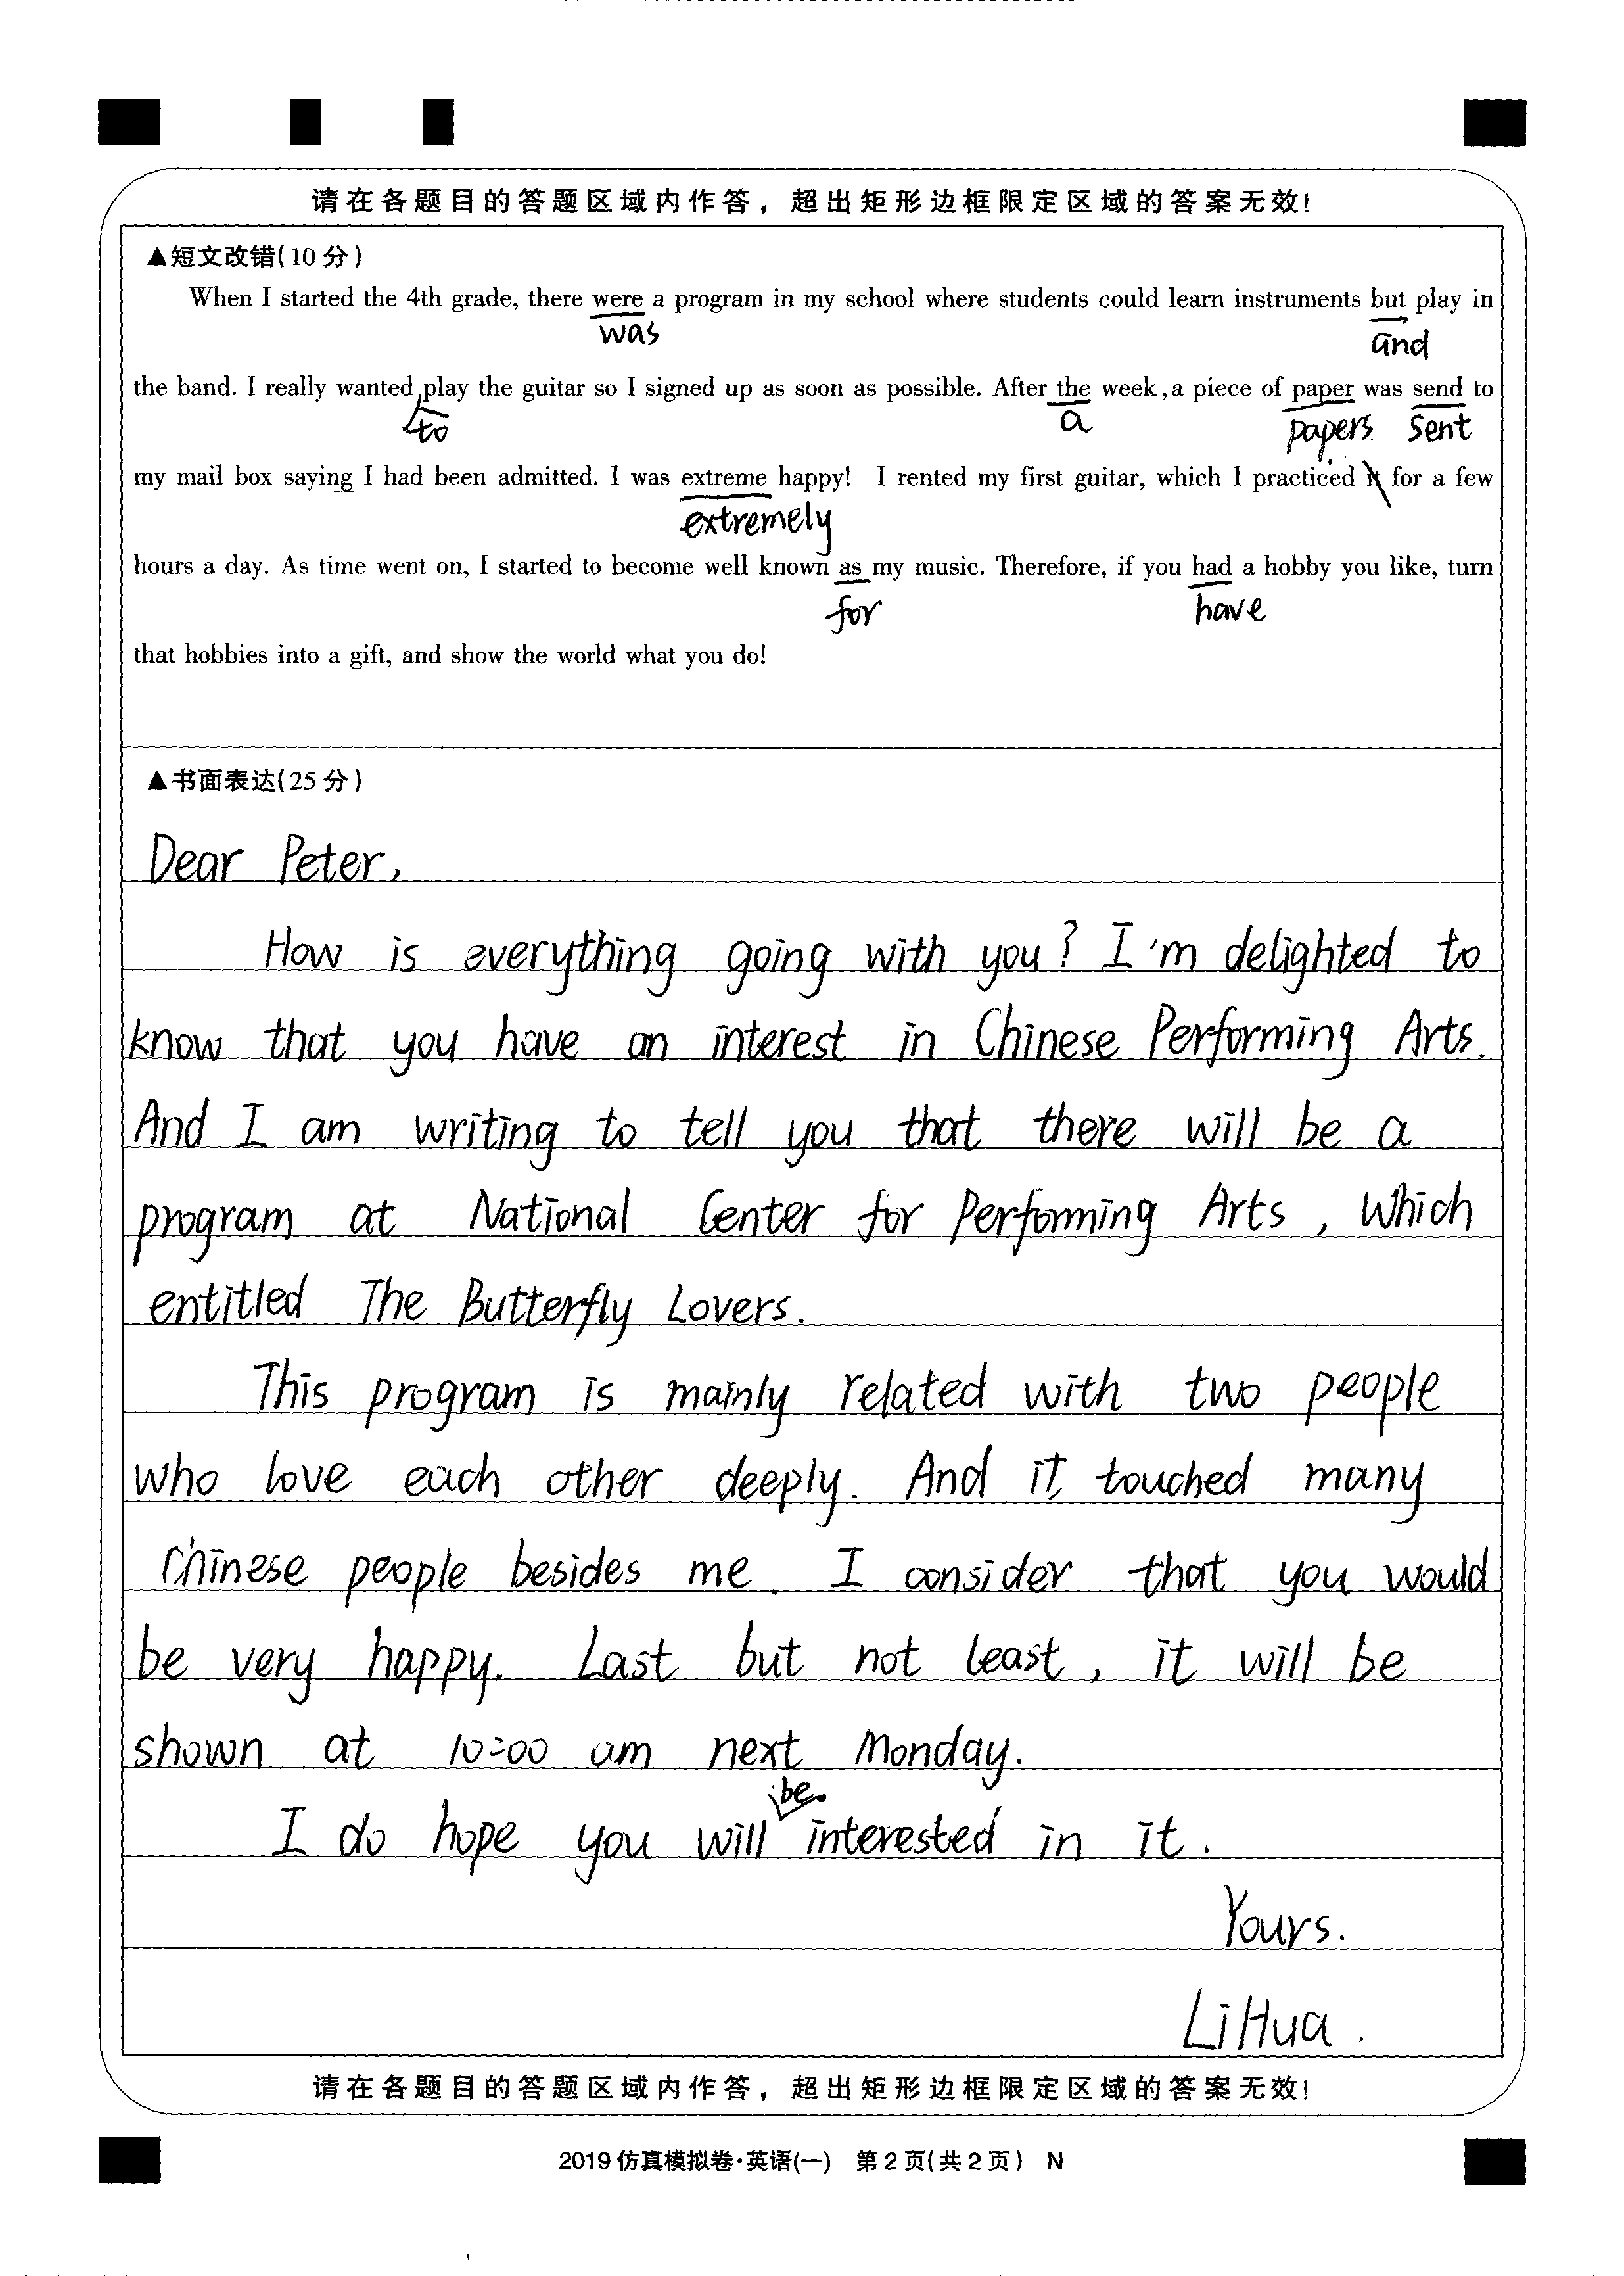 请在各题目的答题区域内作答，超出矩形边框限定区域的答案无效！
▲短文改错(10分)
When I started the 4th grade, there were a program in my school where students could learn instruments but play in
was
and
the band. I really wanted play the guitar so I signed up as soon as possible. After the week, a piece of paper was send to
to
a
papers
sent
my mail box saying I had been admitted. I was extreme happy! I rented my first guitar, which I practiced it for a few
extremely
hours a day. As time went on, I started to become well known as my music. Therefore, if you had a hobby you like, turn
for
have
that hobbies into a gift, and show the world what you do!
▲书面表达(25分)
Dear Peter,
How is everything going with you? I'm delighted to
know that you have an interest in Chinese Performing Arts.
And I am writing to tell you that there will be a
program at National Center for Performing Arts, which
entitled The Butterfly Lovers.
This program is mainly related with two people
who love each other deeply. And it touched many
Chinese people besides me. I consider that you would
be very happy. Last but not least, it will be
shown at 10:00 am next Monday.
be
I do hope you will interested in it.
Yours.
Li Hua.
请在各题目的答题区域内作答，超出矩形边框限定区域的答案无效！
2019仿真模拟卷·英语(一) 第2页(共2页) N